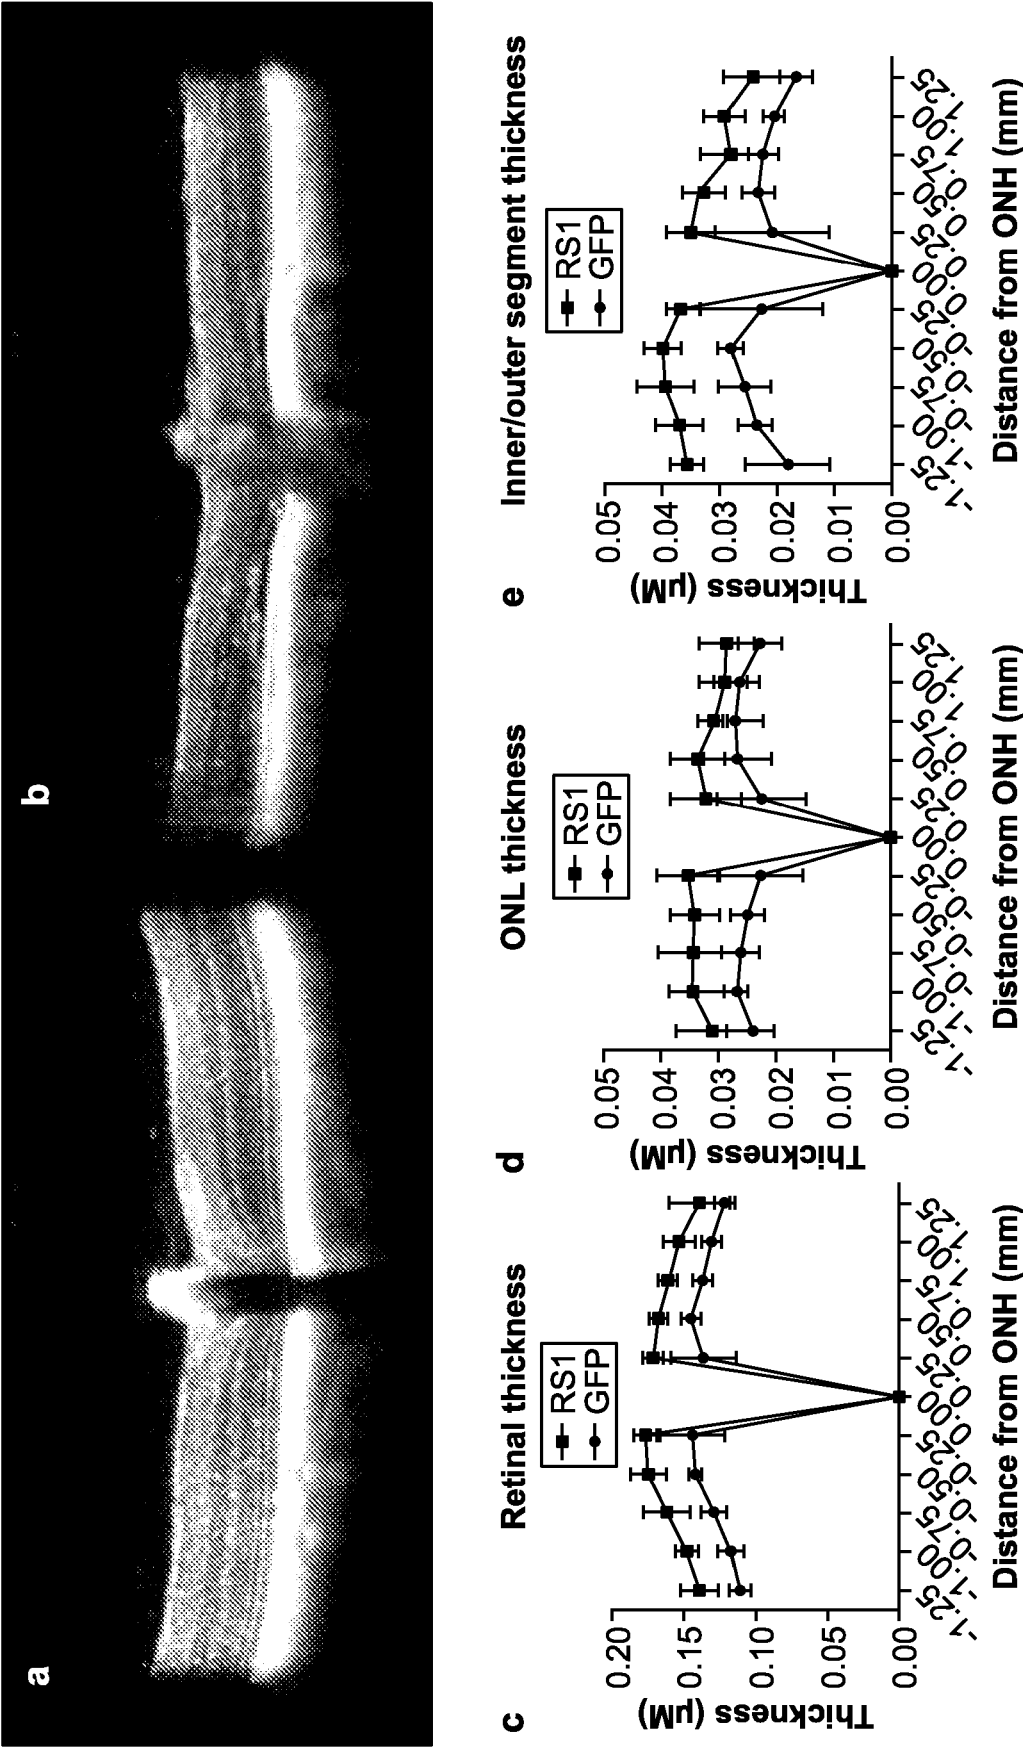 a
b
c
Retinal thickness
RS1
GFP
Thickness (µM)
0.20
0.15
0.10
0.05
0.00
-1.25
-1.00
-0.75
-0.50
-0.25
0.00
0.25
0.50
0.75
1.00
1.25
Distance from ONH (mm)
d
ONL thickness
RS1
GFP
Thickness (µM)
0.05
0.04
0.03
0.02
0.01
0.00
-1.25
-1.00
-0.75
-0.50
-0.25
0.00
0.25
0.50
0.75
1.00
1.25
Distance from ONH (mm)
e
Inner/outer segment thickness
RS1
GFP
Thickness (µM)
0.05
0.04
0.03
0.02
0.01
0.00
-1.25
-1.00
-0.75
-0.50
-0.25
0.00
0.25
0.50
0.75
1.00
1.25
Distance from ONH (mm)